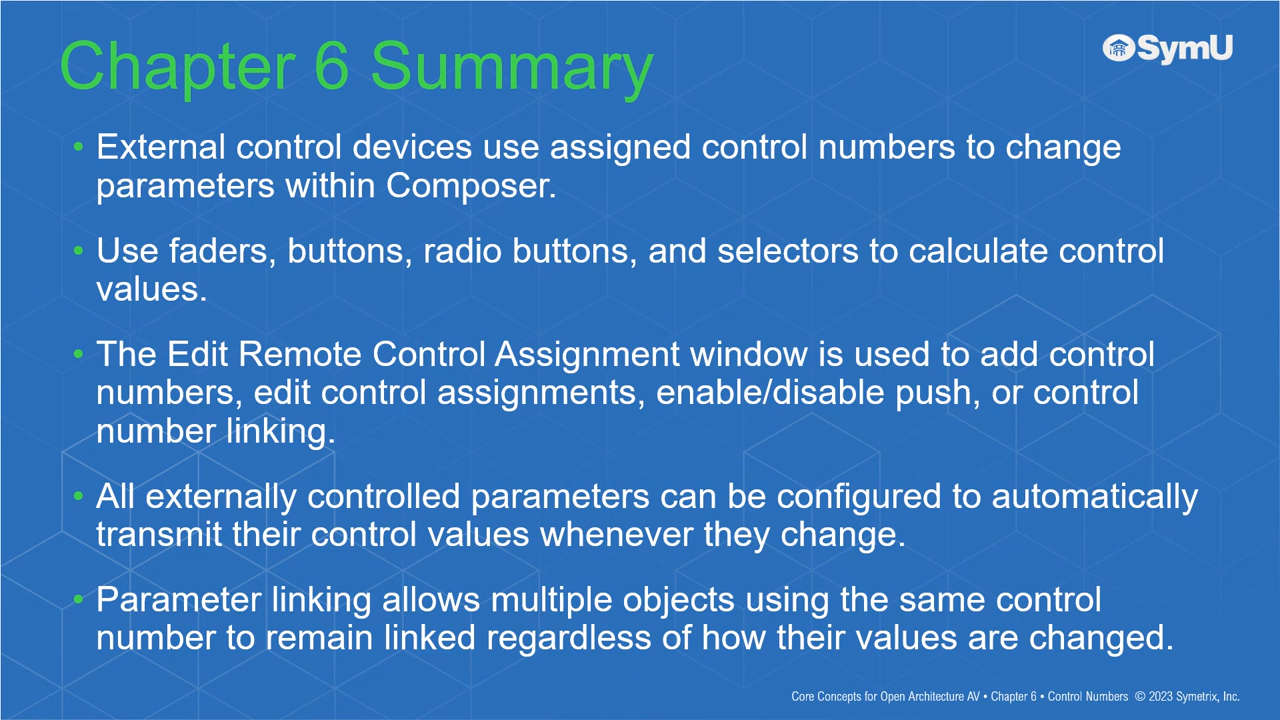 Chapter 6 Summary
SymU
• External control devices use assigned control numbers to change
parameters within Composer.
• Use faders, buttons, radio buttons, and selectors to calculate control
values.
• The Edit Remote Control Assignment window is used to add control
numbers, edit control assignments, enable/disable push, or control
number linking.
• All externally controlled parameters can be configured to automatically
transmit their control values whenever they change.
• Parameter linking allows multiple objects using the same control
number to remain linked regardless of how their values are changed.
Core Concepts for Open Architecture AV • Chapter 6 • Control Numbers © 2023 Symetrix, Inc.